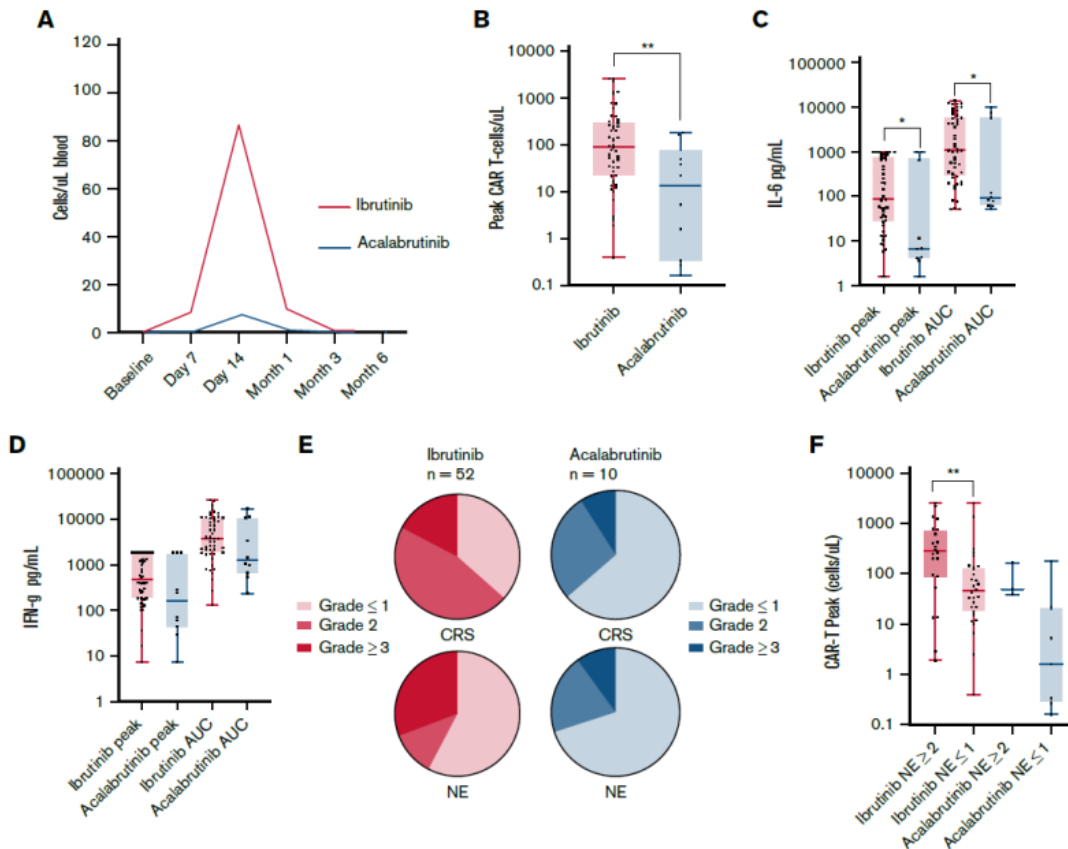 A
120
100
80
60
40
20
0
Cells/uL blood
Ibrutinib
Acalabrutinib
Baseline
Day 7
Day 14
Month 1
Month 3
Month 6
B
10000
1000
100
10
1
0.1
Peak CAR T-cells/uL
**
Ibrutinib
Acalabrutinib
C
100000
10000
1000
100
10
1
IL-6 pg/mL
*
*
Ibrutinib peak
Acalabrutinib peak
Ibrutinib AUC
Acalabrutinib AUC
D
100000
10000
1000
100
10
1
IFN-g pg/mL
Ibrutinib peak
Acalabrutinib peak
Ibrutinib AUC
Acalabrutinib AUC
E
Ibrutinib
n = 52
Acalabrutinib
n = 10
Grade ≤ 1
Grade 2
Grade ≥ 3
CRS
CRS
Grade ≤ 1
Grade 2
Grade ≥ 3
NE
NE
F
10000
1000
100
10
1
0.1
CAR-T Peak (cells/uL)
**
Ibrutinib NE ≥ 2
Ibrutinib NE ≤ 1
Acalabrutinib NE ≥ 2
Acalabrutinib NE ≤ 1